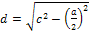 d = √(c² − (a/2)²)